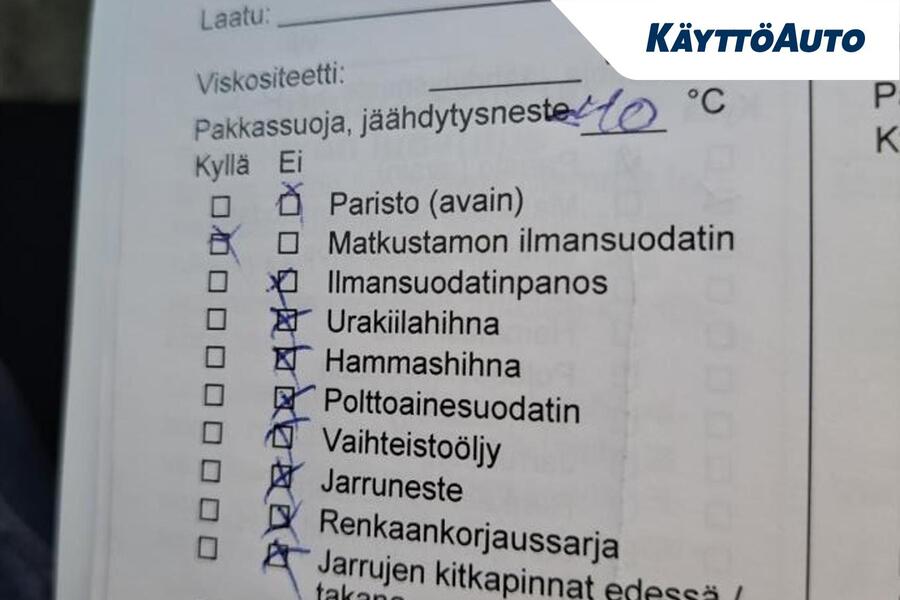 KÄYTTÖAUTO
Laatu:
Viskositeetti:
Pakkassuoja, jäähdytysneste -40 °C
P
K
Kyllä Ei
Paristo (avain)
Matkustamon ilmansuodatin
Ilmansuodatinpanos
Urakiilahihna
Hammashihna
Polttoainesuodatin
Vaihteistoöljy
Jarruneste
Renkaankorjaussarja
Jarrujen kitkapinnat edessä /
takana